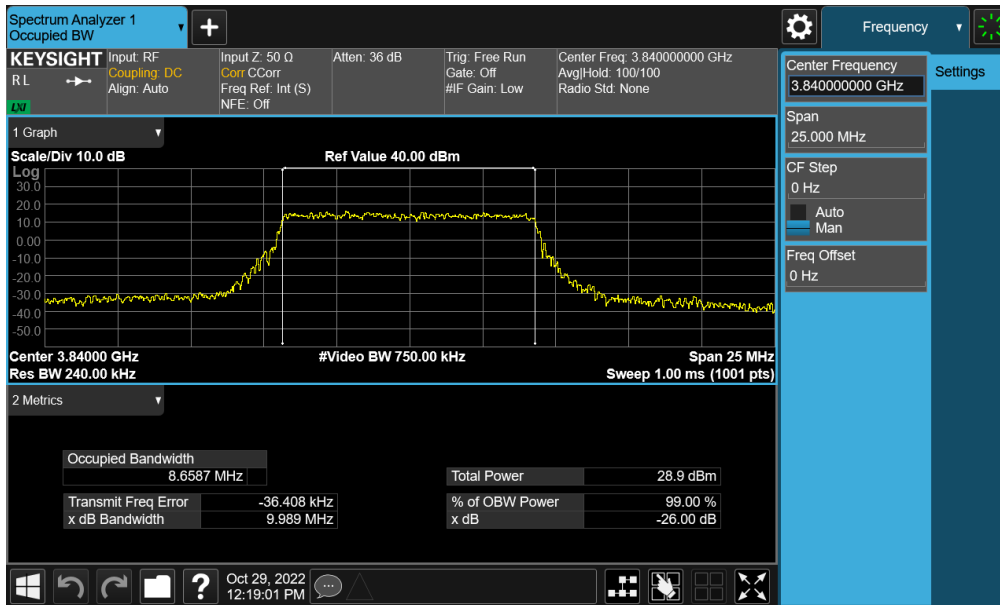 Spectrum Analyzer 1
Occupied BW
+
Frequency
KEYSIGHT
R L
LXI
Input: RF
Coupling: DC
Align: Auto
Input Z: 50 Ω
Corr CCorr
Freq Ref: Int (S)
NFE: Off
Atten: 36 dB
Trig: Free Run
Gate: Off
#IF Gain: Low
Center Freq: 3.840000000 GHz
Avg|Hold: 100/100
Radio Std: None
Center Frequency
3.840000000 GHz
Settings
Span
25.000 MHz
CF Step
0 Hz
Auto
Man
Freq Offset
0 Hz
1 Graph
Scale/Div 10.0 dB
Ref Value 40.00 dBm
Log
30.0
20.0
10.0
0.00
-10.0
-20.0
-30.0
-40.0
-50.0
Center 3.84000 GHz
#Video BW 750.00 kHz
Span 25 MHz
Res BW 240.00 kHz
Sweep 1.00 ms (1001 pts)
2 Metrics
Occupied Bandwidth
8.6587 MHz
Total Power 28.9 dBm
Transmit Freq Error -36.408 kHz
% of OBW Power 99.00 %
x dB Bandwidth 9.989 MHz
x dB -26.00 dB
?
Oct 29, 2022
12:19:01 PM